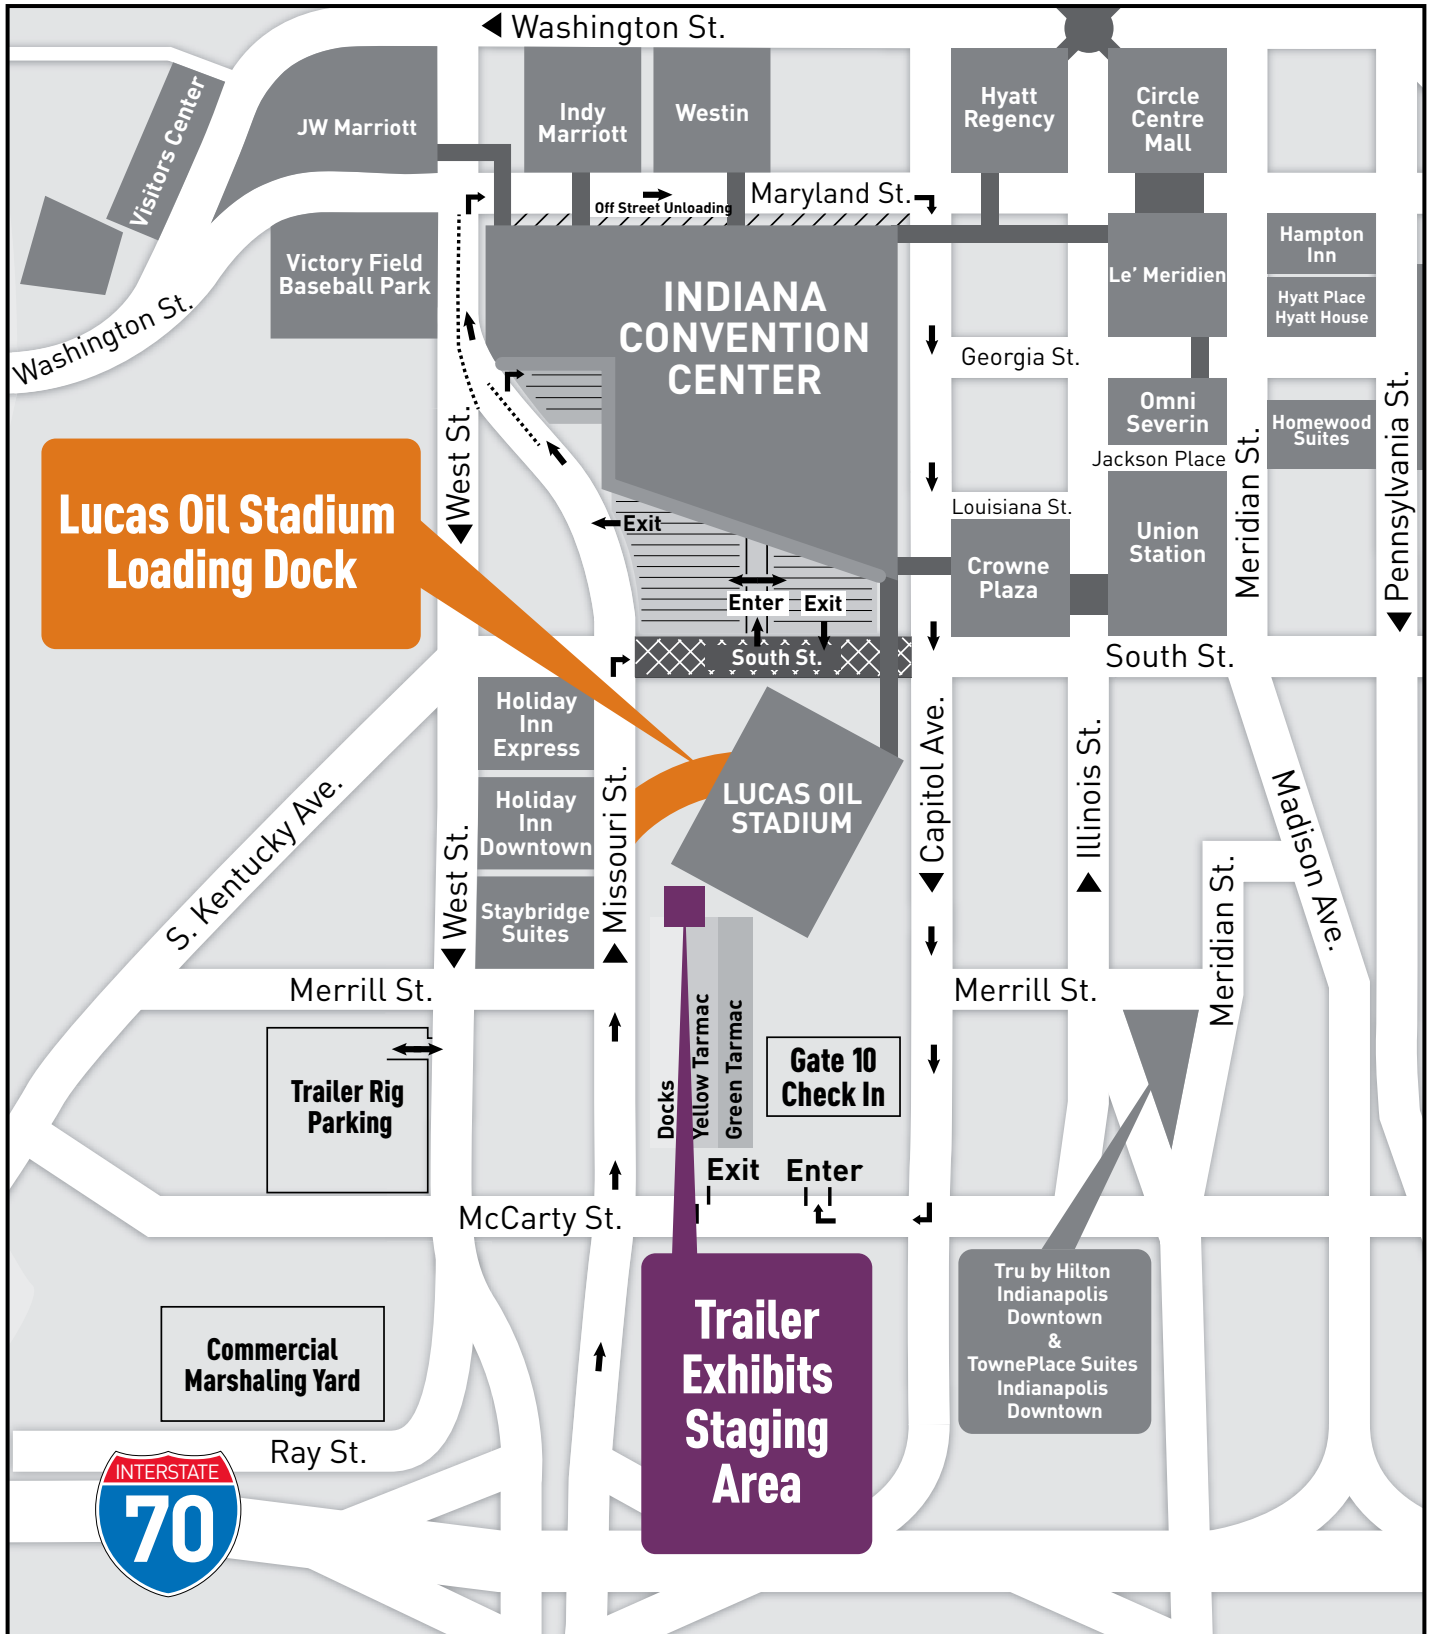 Washington St.
Visitors Center
JW Marriott
Indy
Marriott
Westin
Hyatt
Regency
Circle
Centre
Mall
Off Street Unloading
Maryland St.
Victory Field
Baseball Park
INDIANA
CONVENTION
CENTER
Le' Meridien
Hampton
Inn
Hyatt Place
Hyatt House
Washington St.
Georgia St.
Omni
Severin
Homewood
Suites
Jackson Place
West St.
Meridian St.
Pennsylvania St.
Lucas Oil Stadium
Loading Dock
Louisiana St.
Exit
Union
Station
Crowne
Plaza
Enter
Exit
South St.
South St.
Holiday
Inn
Express
Holiday
Inn
Downtown
Staybridge
Suites
S. Kentucky Ave.
West St.
Missouri St.
LUCAS OIL
STADIUM
Capitol Ave.
Illinois St.
Madison Ave.
Meridian St.
Merrill St.
Merrill St.
Docks
Yellow Tarmac
Green Tarmac
Gate 10
Check In
Trailer Rig
Parking
Exit
Enter
McCarty St.
Trailer
Exhibits
Staging
Area
Tru by Hilton
Indianapolis
Downtown
&
TownePlace Suites
Indianapolis
Downtown
Commercial
Marshaling Yard
Ray St.
INTERSTATE
70